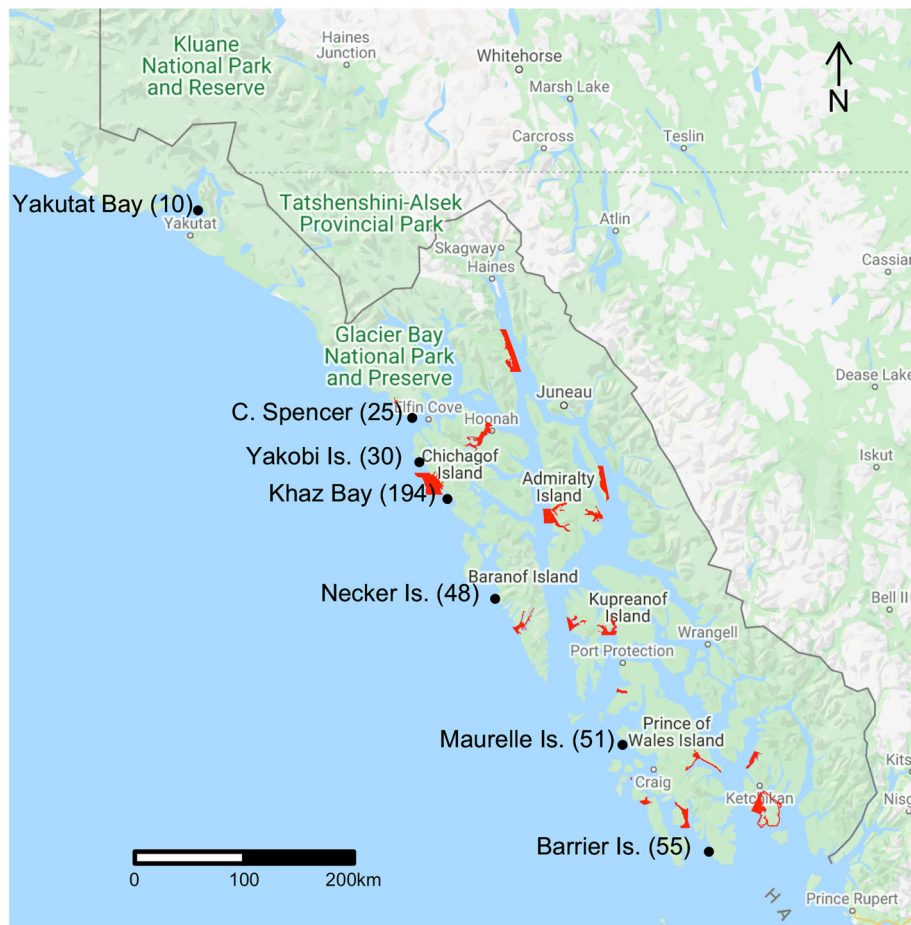 Kluane
National Park
and Reserve
Haines
Junction
Whitehorse
Marsh Lake
N
Carcross
Teslin
Yakutat Bay (10)
Yakutat
Tatshenshini-Alsek
Provincial Park
Atlin
Skagway
Haines
Cassiar
Glacier Bay
National Park
and Preserve
Juneau
Dease Lake
C. Spencer (25)
Elfin Cove
Hoonah
Yakobi Is. (30)
Chichagof
Island
Iskut
Khaz Bay (194)
Admiralty
Island
Necker Is. (48)
Baranof Island
Kupreanof
Island
Bell II
Wrangell
Port Protection
Maurelle Is. (51)
Prince of
Wales Island
Kits
Craig
Ketchikan
Nisg
Barrier Is. (55)
0
100
200km
H A
Prince Rupert